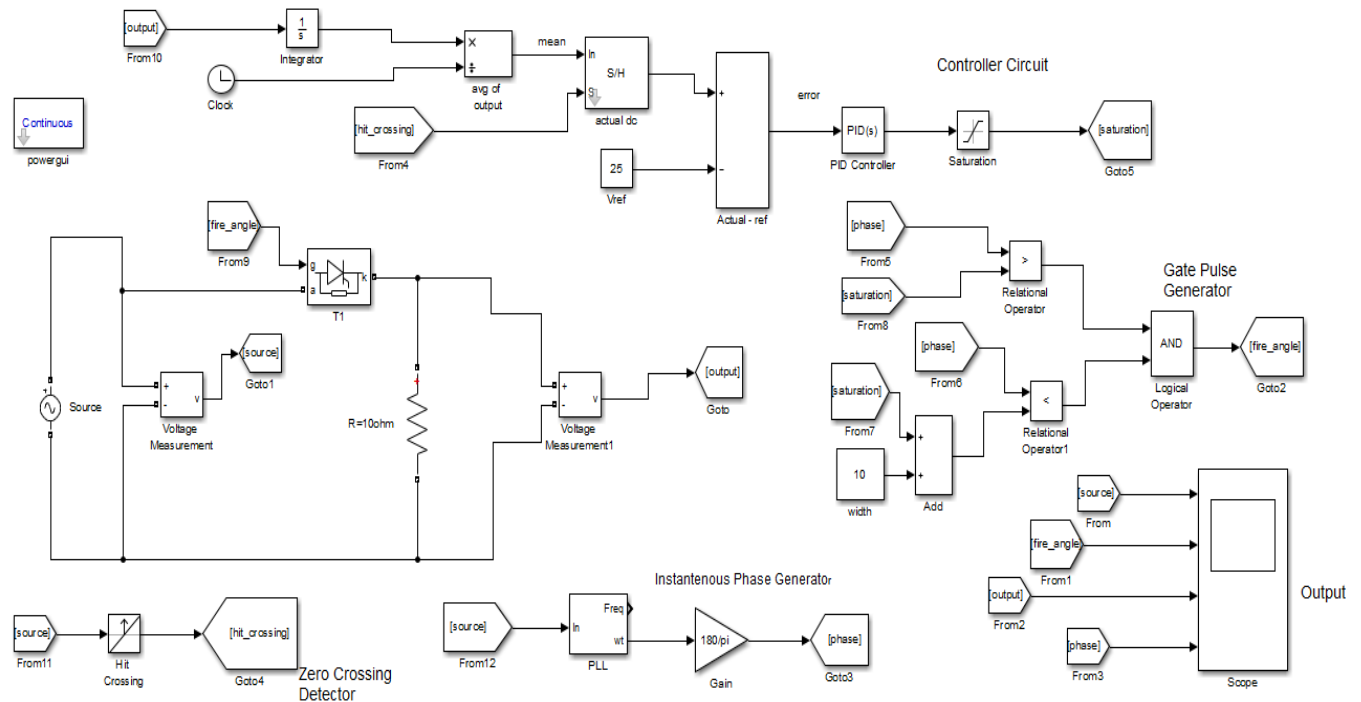 [output]
From10
1
s
Integrator
Clock
×
÷
avg of
output
mean
In
S/H
S
actual dc
[hit_crossing]
From4
25
Vref
+
−
Actual - ref
error
PID(s)
PID Controller
Controller Circuit
Saturation
[saturation]
Goto5
Continuous
powergui
[fire_angle]
From9
g
a
k
T1
[source]
Goto1
+
-
v
Voltage
Measurement
+
Source
+
R=10ohm
+
-
v
Voltage
Measurement1
[output]
Goto
[phase]
From5
[saturation]
From8
>
Relational
Operator
Gate Pulse
Generator
[phase]
From6
AND
Logical
Operator
[fire_angle]
Goto2
[saturation]
From7
<
Relational
Operator1
10
width
+
+
Add
[source]
From
[fire_angle]
From1
[output]
From2
[phase]
From3
Scope
Output
[source]
From11
Hit
Crossing
[hit_crossing]
Goto4
Zero Crossing
Detector
Instantenous Phase Generator
[source]
From12
In
Freq
wt
PLL
180/pi
Gain
[phase]
Goto3